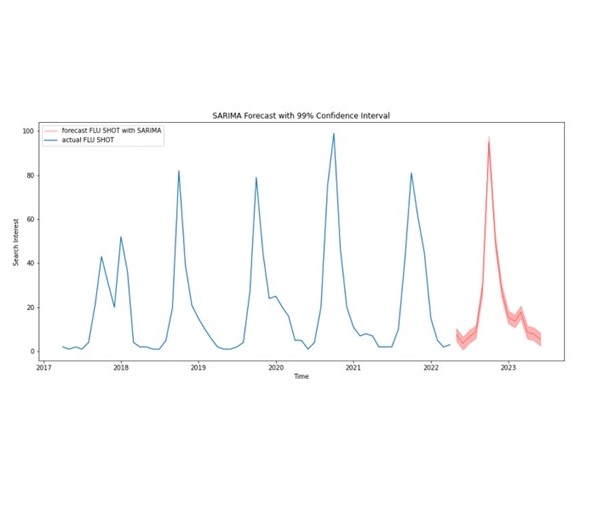 SARIMA Forecast with 99% Confidence Interval
forecast FLU SHOT with SARIMA
actual FLU SHOT
100
80
60
40
20
0
Search Interest
2017 2018 2019 2020 2021 2022 2023
Time